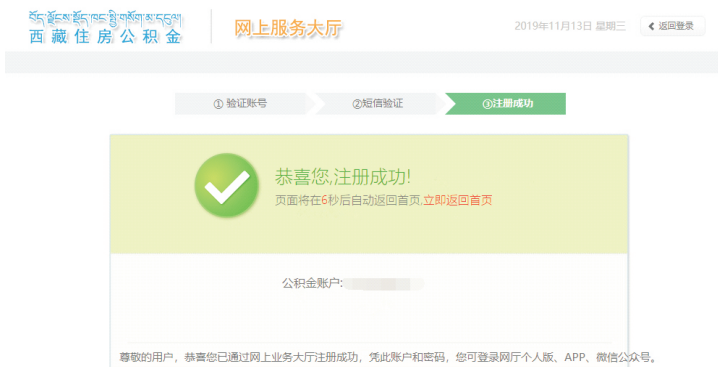 西藏住房公积金
网上服务大厅
2019年11月13日 星期三
返回登录
① 验证账号
②短信验证
③注册成功
恭喜您,注册成功!
页面将在6秒后自动返回首页,立即返回首页
公积金账户:
尊敬的用户，恭喜您已通过网上业务大厅注册成功，凭此账户和密码，您可登录网厅个人版、APP、微信公众号。